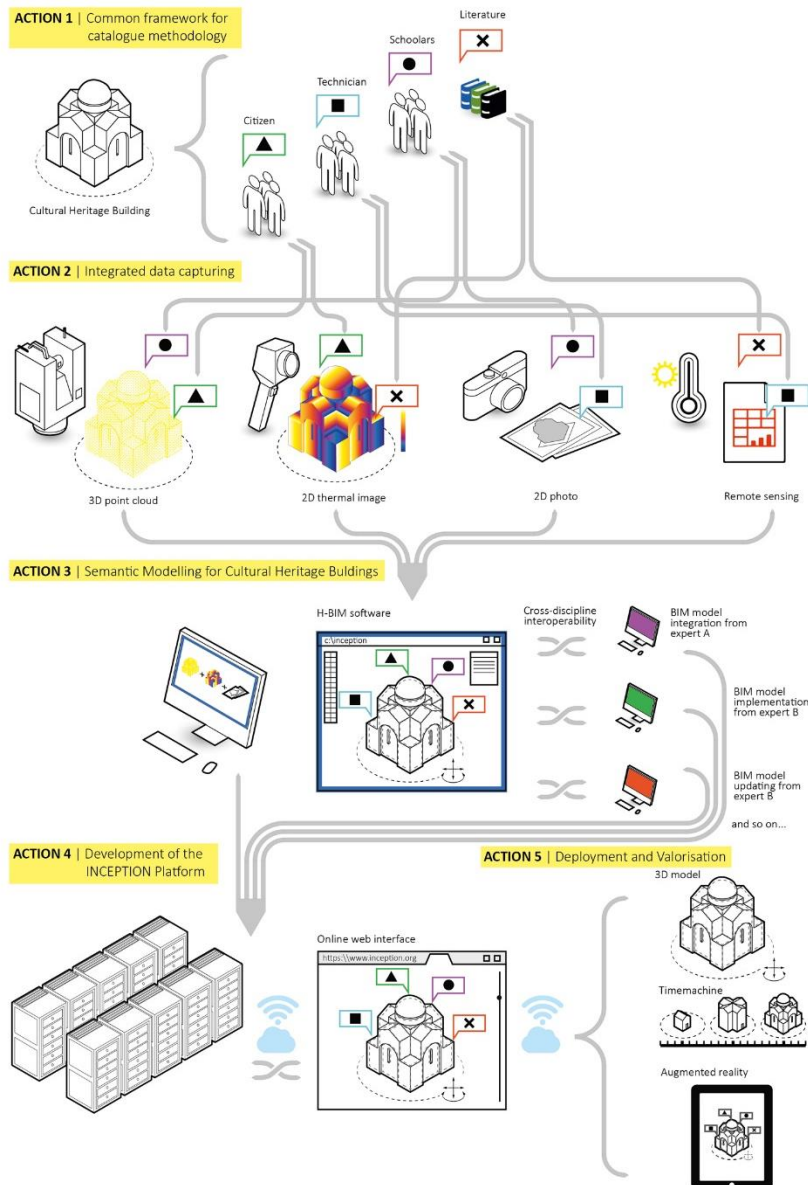 ACTION 1 | Common framework for
catalogue methodology
Literature
Schoolars
Technician
Citizen
Cultural Heritage Building
ACTION 2 | Integrated data capturing
3D point cloud
2D thermal image
2D photo
Remote sensing
ACTION 3 | Semantic Modelling for Cultural Heritage Buldings
H-BIM software
c:\inception
Cross-discipline
interoperability
BIM model
integration from
expert A
BIM model
implementation
from expert B
BIM model
updating from
expert B
and so on...
ACTION 4 | Development of the
INCEPTION Platform
ACTION 5 | Deployment and Valorisation
3D model
Online web interface
https:\\www.inception.org
Timemachine
Augmented reality